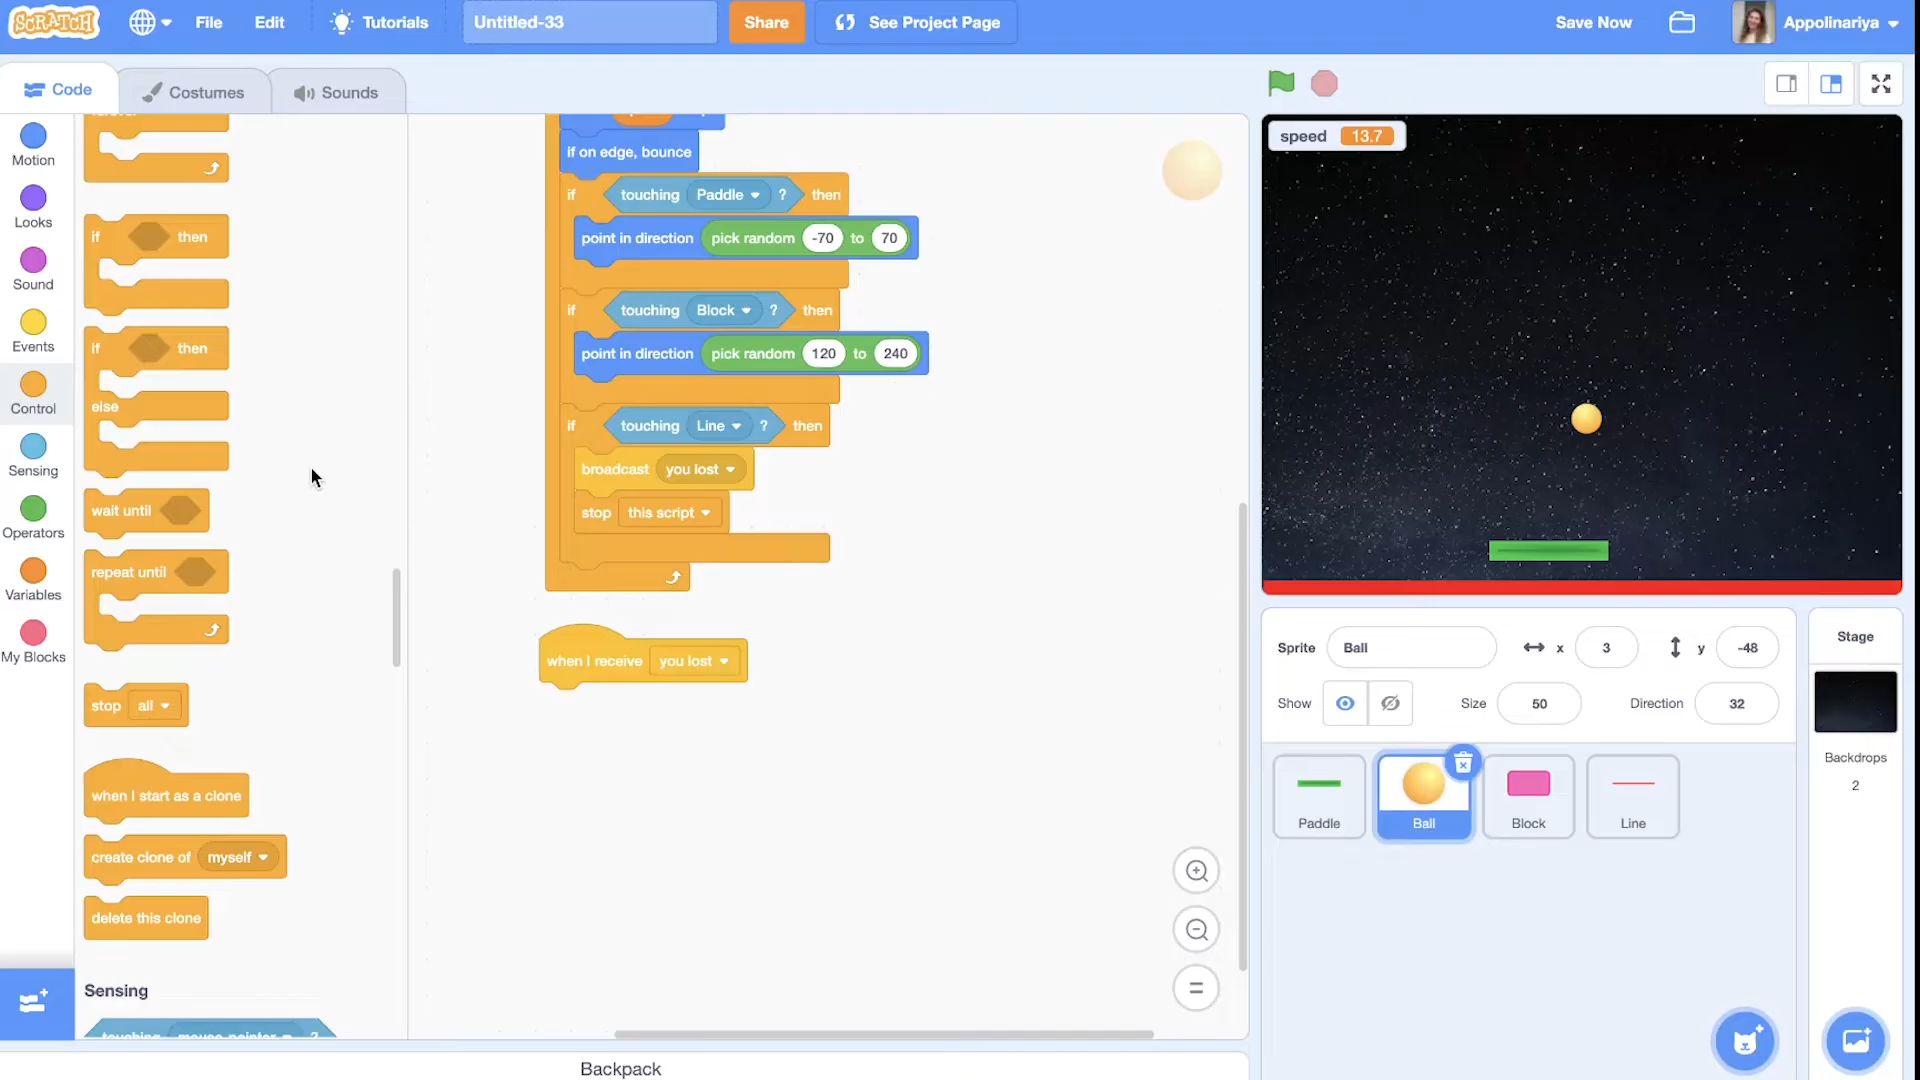 SCRATCH
File
Edit
Tutorials
Untitled-33
Share
See Project Page
Save Now
Appolinariya
Code
Costumes
Sounds
Motion
Looks
Sound
Events
Control
Sensing
Operators
Variables
My Blocks
if then
if then
else
wait until
repeat until
stop all
when I start as a clone
create clone of myself
delete this clone
Sensing
touching mouse-pointer ?
if on edge, bounce
if touching Paddle ? then
point in direction pick random -70 to 70
if touching Block ? then
point in direction pick random 120 to 240
if touching Line ? then
broadcast you lost
stop this script
when I receive you lost
Backpack
speed 13.7
Sprite Ball x 3 y -48
Show Size 50 Direction 32
Paddle
Ball
Block
Line
Stage
Backdrops
2